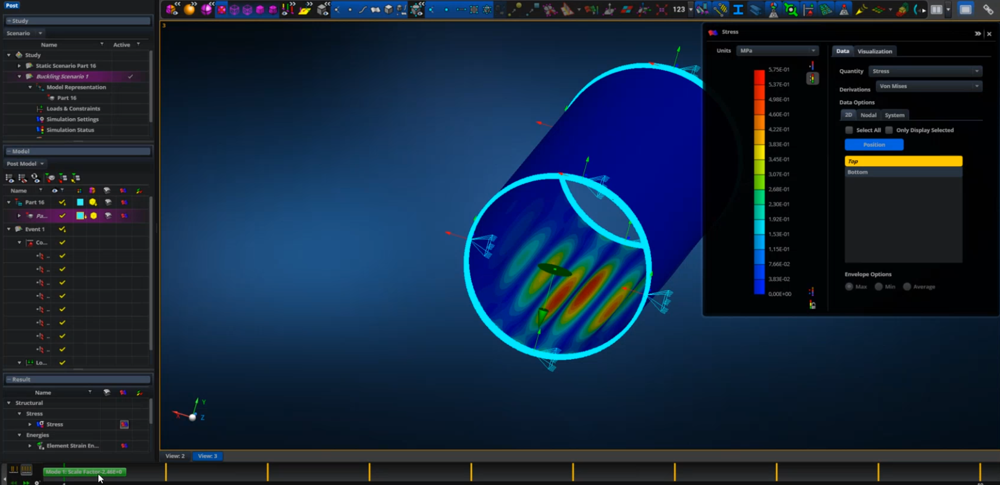 Post
123
Study
Scenario
Name Active
Study
Static Scenario Part 16
Buckling Scenario 1
Model Representation
Part 16
Loads & Constraints
Simulation Settings
Simulation Status
Model
Post Model
Name
Part 16
Pa...
Event 1
Co...
Lo...
Result
Name
Structural
Stress
Stress
Energies
Element Strain En...
3
Y
X
Z
View: 2 View: 3
Mode 1: Scale Factor-2,46E+0
10
Stress
Units MPa
5,75E-01
5,37E-01
4,98E-01
4,60E-01
4,22E-01
3,83E-01
3,45E-01
3,07E-01
2,68E-01
2,30E-01
1,92E-01
1,53E-01
1,15E-01
7,66E-02
3,83E-02
0,00E+00
Data Visualization
Quantity Stress
Derivations Von Mises
Data Options
2D Nodal System
Select All Only Display Selected
Position
Top
Bottom
Envelope Options
Max Min Average